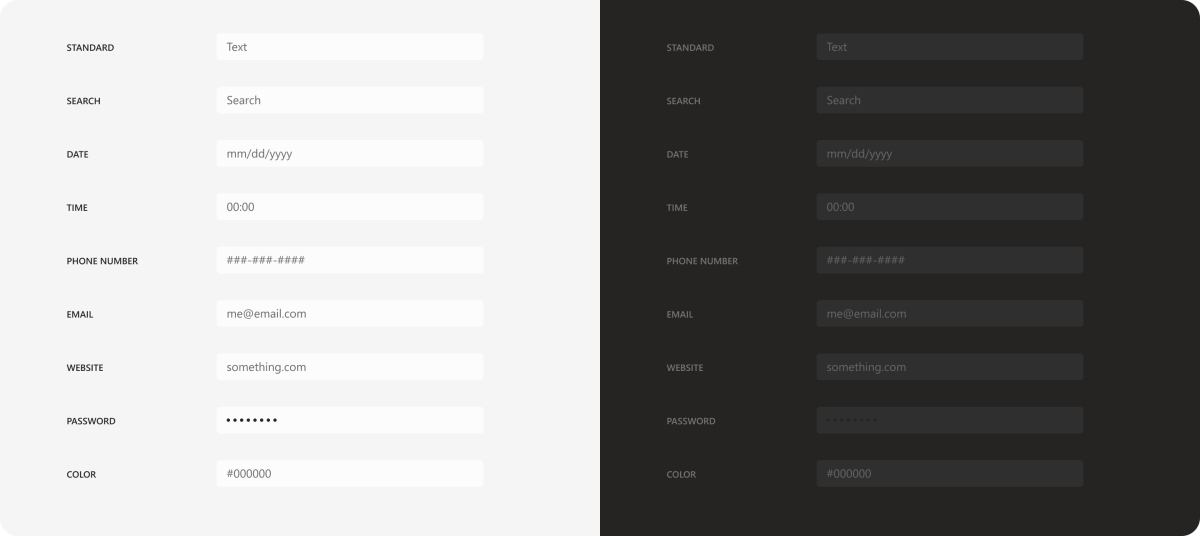 STANDARD Text
SEARCH Search
DATE mm/dd/yyyy
TIME 00:00
PHONE NUMBER ###-###-####
EMAIL me@email.com
WEBSITE something.com
PASSWORD ••••••••
COLOR #000000
STANDARD Text
SEARCH Search
DATE mm/dd/yyyy
TIME 00:00
PHONE NUMBER ###-###-####
EMAIL me@email.com
WEBSITE something.com
PASSWORD ••••••••
COLOR #000000